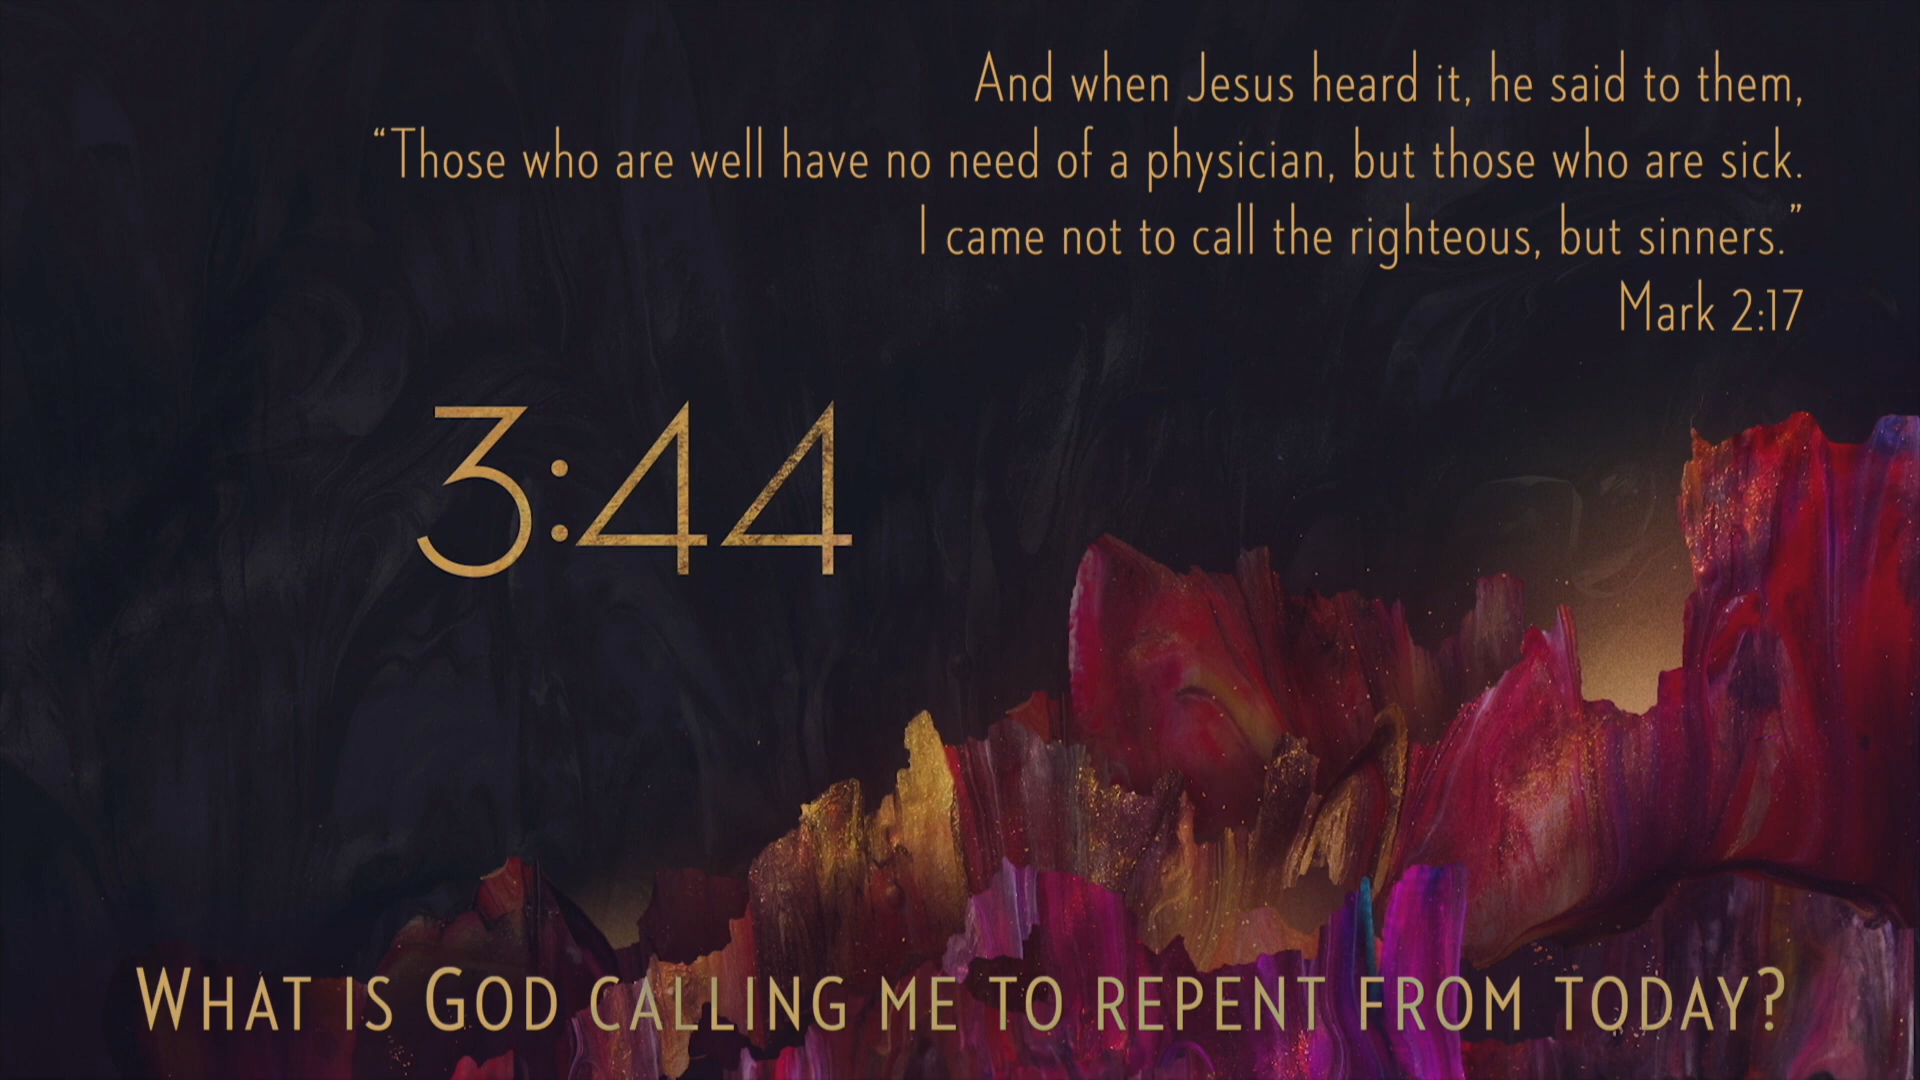 And when Jesus heard it, he said to them,
“Those who are well have no need of a physician, but those who are sick.
I came not to call the righteous, but sinners.”
Mark 2:17
3:44
What is God calling me to repent from today?